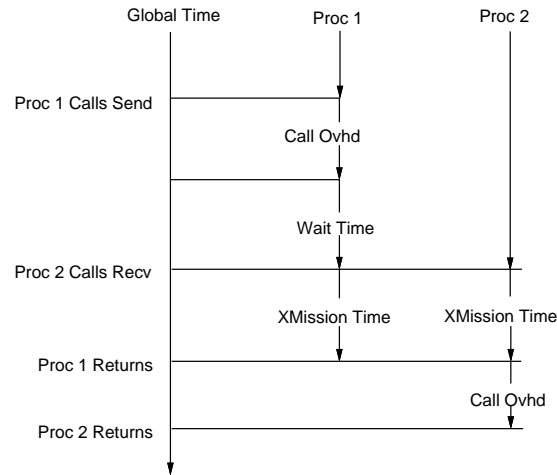 Global Time
Proc 1
Proc 2
Proc 1 Calls Send
Call Ovhd
Wait Time
Proc 2 Calls Recv
XMission Time
XMission Time
Proc 1 Returns
Call Ovhd
Proc 2 Returns